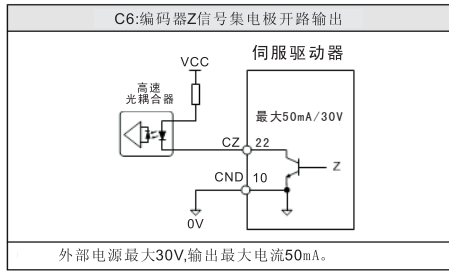 C6:编码器Z信号集电极开路输出
伺服驱动器
VCC
高速
光耦合器
最大50mA/30V
CZ 22
Z
CND 10
0V
外部电源最大30V,输出最大电流50mA。